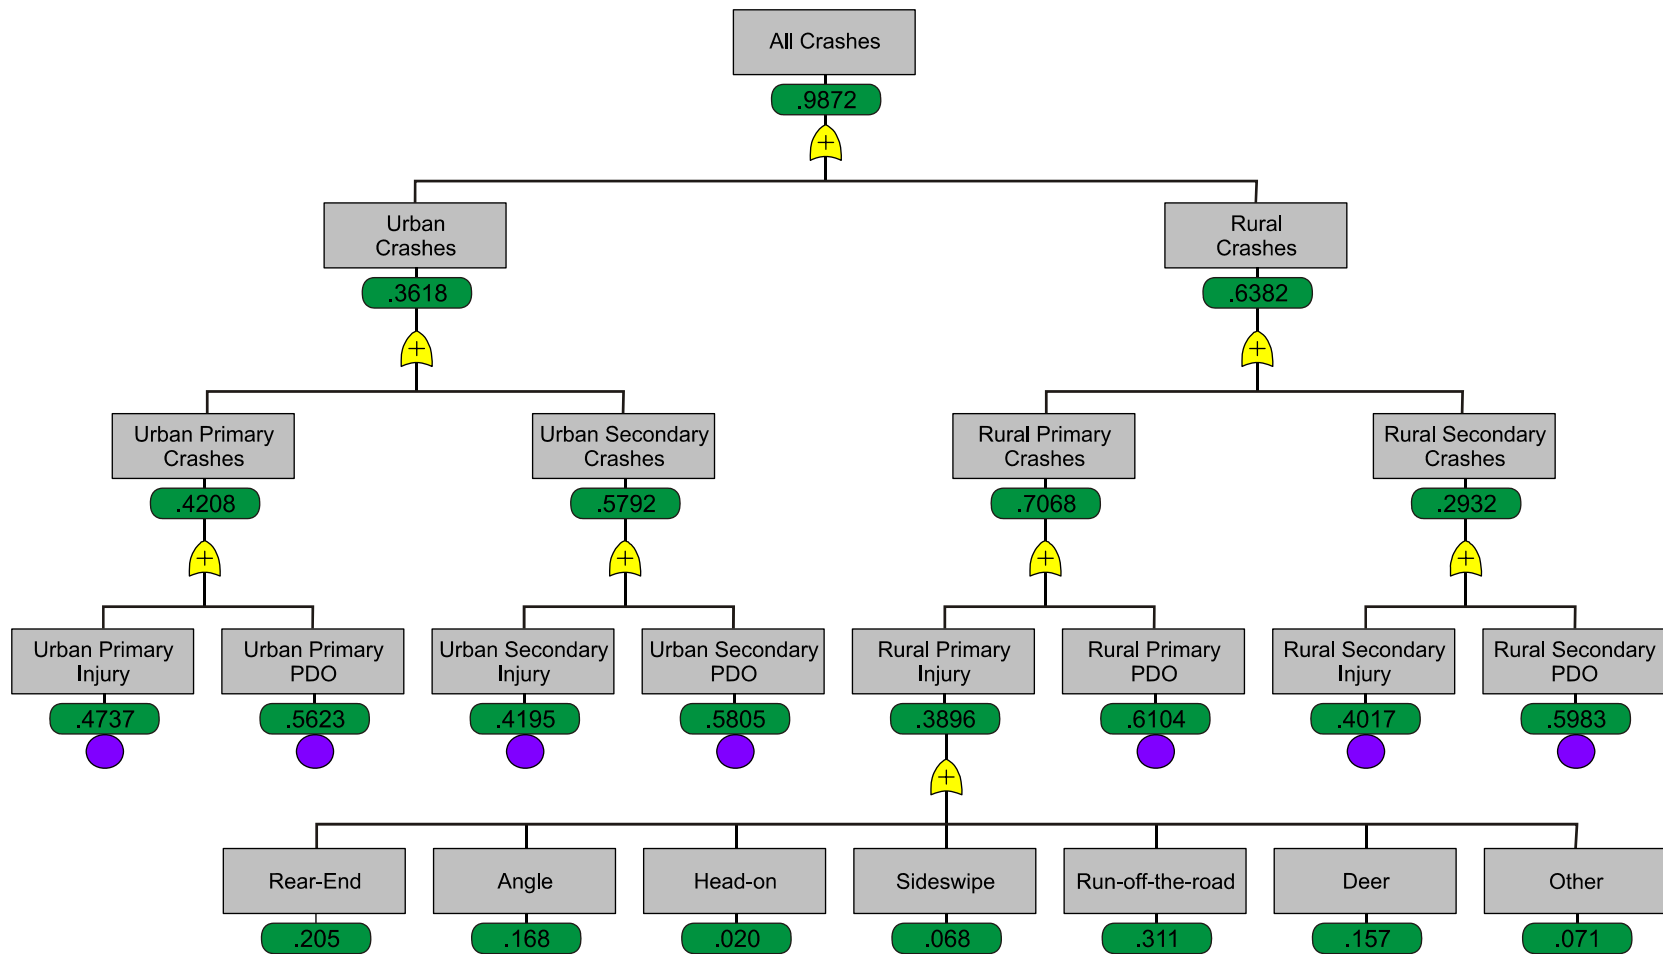 All Crashes
.9872
+
Urban
Crashes
.3618
+
Rural
Crashes
.6382
+
Urban Primary
Crashes
.4208
+
Urban Secondary
Crashes
.5792
+
Rural Primary
Crashes
.7068
+
Rural Secondary
Crashes
.2932
+
Urban Primary
Injury
.4737
Urban Primary
PDO
.5623
Urban Secondary
Injury
.4195
Urban Secondary
PDO
.5805
Rural Primary
Injury
.3896
+
Rural Primary
PDO
.6104
Rural Secondary
Injury
.4017
Rural Secondary
PDO
.5983
Rear-End
.205
Angle
.168
Head-on
.020
Sideswipe
.068
Run-off-the-road
.311
Deer
.157
Other
.071